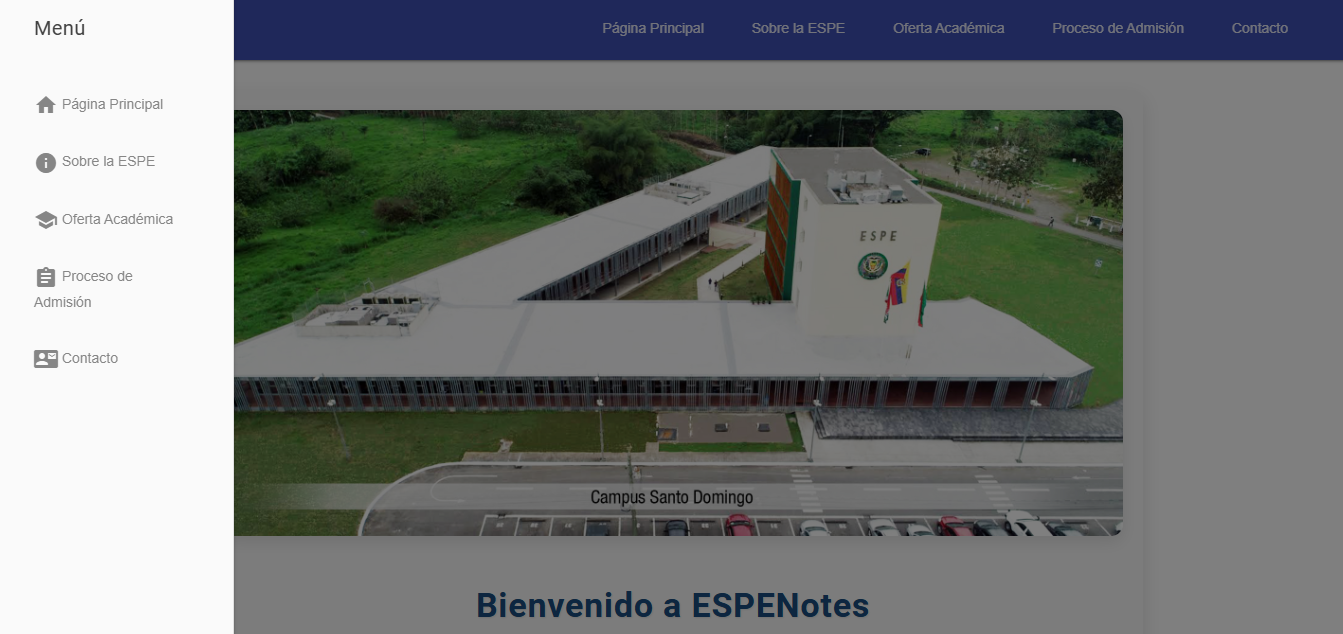 Menú
Página Principal
Sobre la ESPE
Oferta Académica
Proceso de
Admisión
Contacto
Página Principal
Sobre la ESPE
Oferta Académica
Proceso de Admisión
Contacto
ESPE
Campus Santo Domingo
Bienvenido a ESPENotes